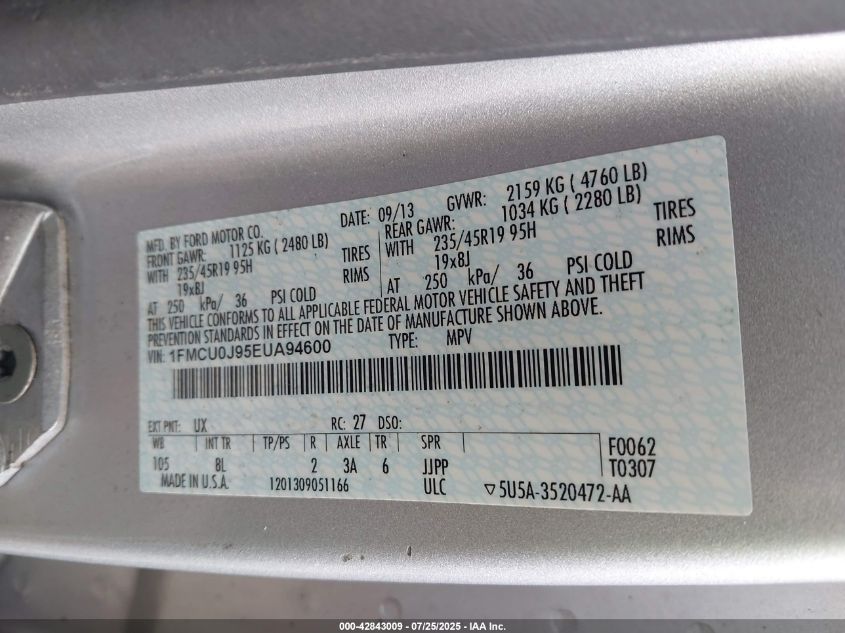 MFD. BY FORD MOTOR CO. DATE: 09/13 GVWR: 2159 KG ( 4760 LB)
FRONT GAWR: 1125 KG ( 2480 LB) REAR GAWR: 1034 KG ( 2280 LB)
WITH 235/45R19 95H TIRES WITH 235/45R19 95H TIRES
19x8J RIMS 19x8J RIMS
AT 250 kPa/ 36 PSI COLD AT 250 kPa/ 36 PSI COLD
THIS VEHICLE CONFORMS TO ALL APPLICABLE FEDERAL MOTOR VEHICLE SAFETY AND THEFT
PREVENTION STANDARDS IN EFFECT ON THE DATE OF MANUFACTURE SHOWN ABOVE.
VIN: 1FMCU0J95EUA94600 TYPE: MPV
EXT PNT: UX RC: 27 DSO:
WB INT TR TP/PS R AXLE TR SPR F0062
105 8L 2 3A 6 JJPP T0307
MADE IN U.S.A. 1201309051166 ULC ▽5U5A-3520472-AA
000-42843009 - 07/25/2025 - IAA Inc.